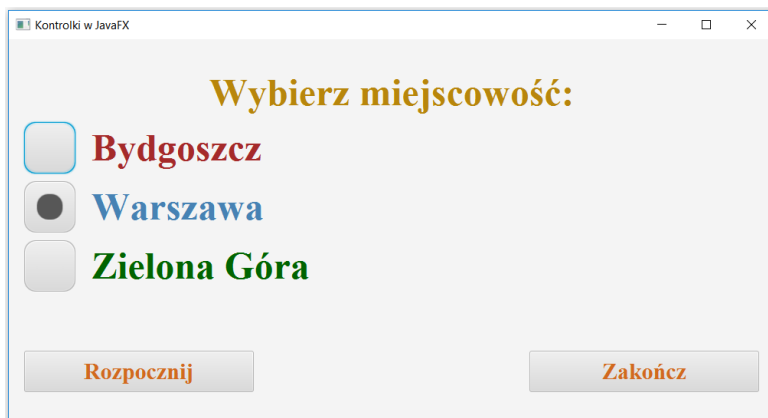 Kontrolki w JavaFX
Wybierz miejscowość:
Bydgoszcz
Warszawa
Zielona Góra
Rozpocznij Zakończ